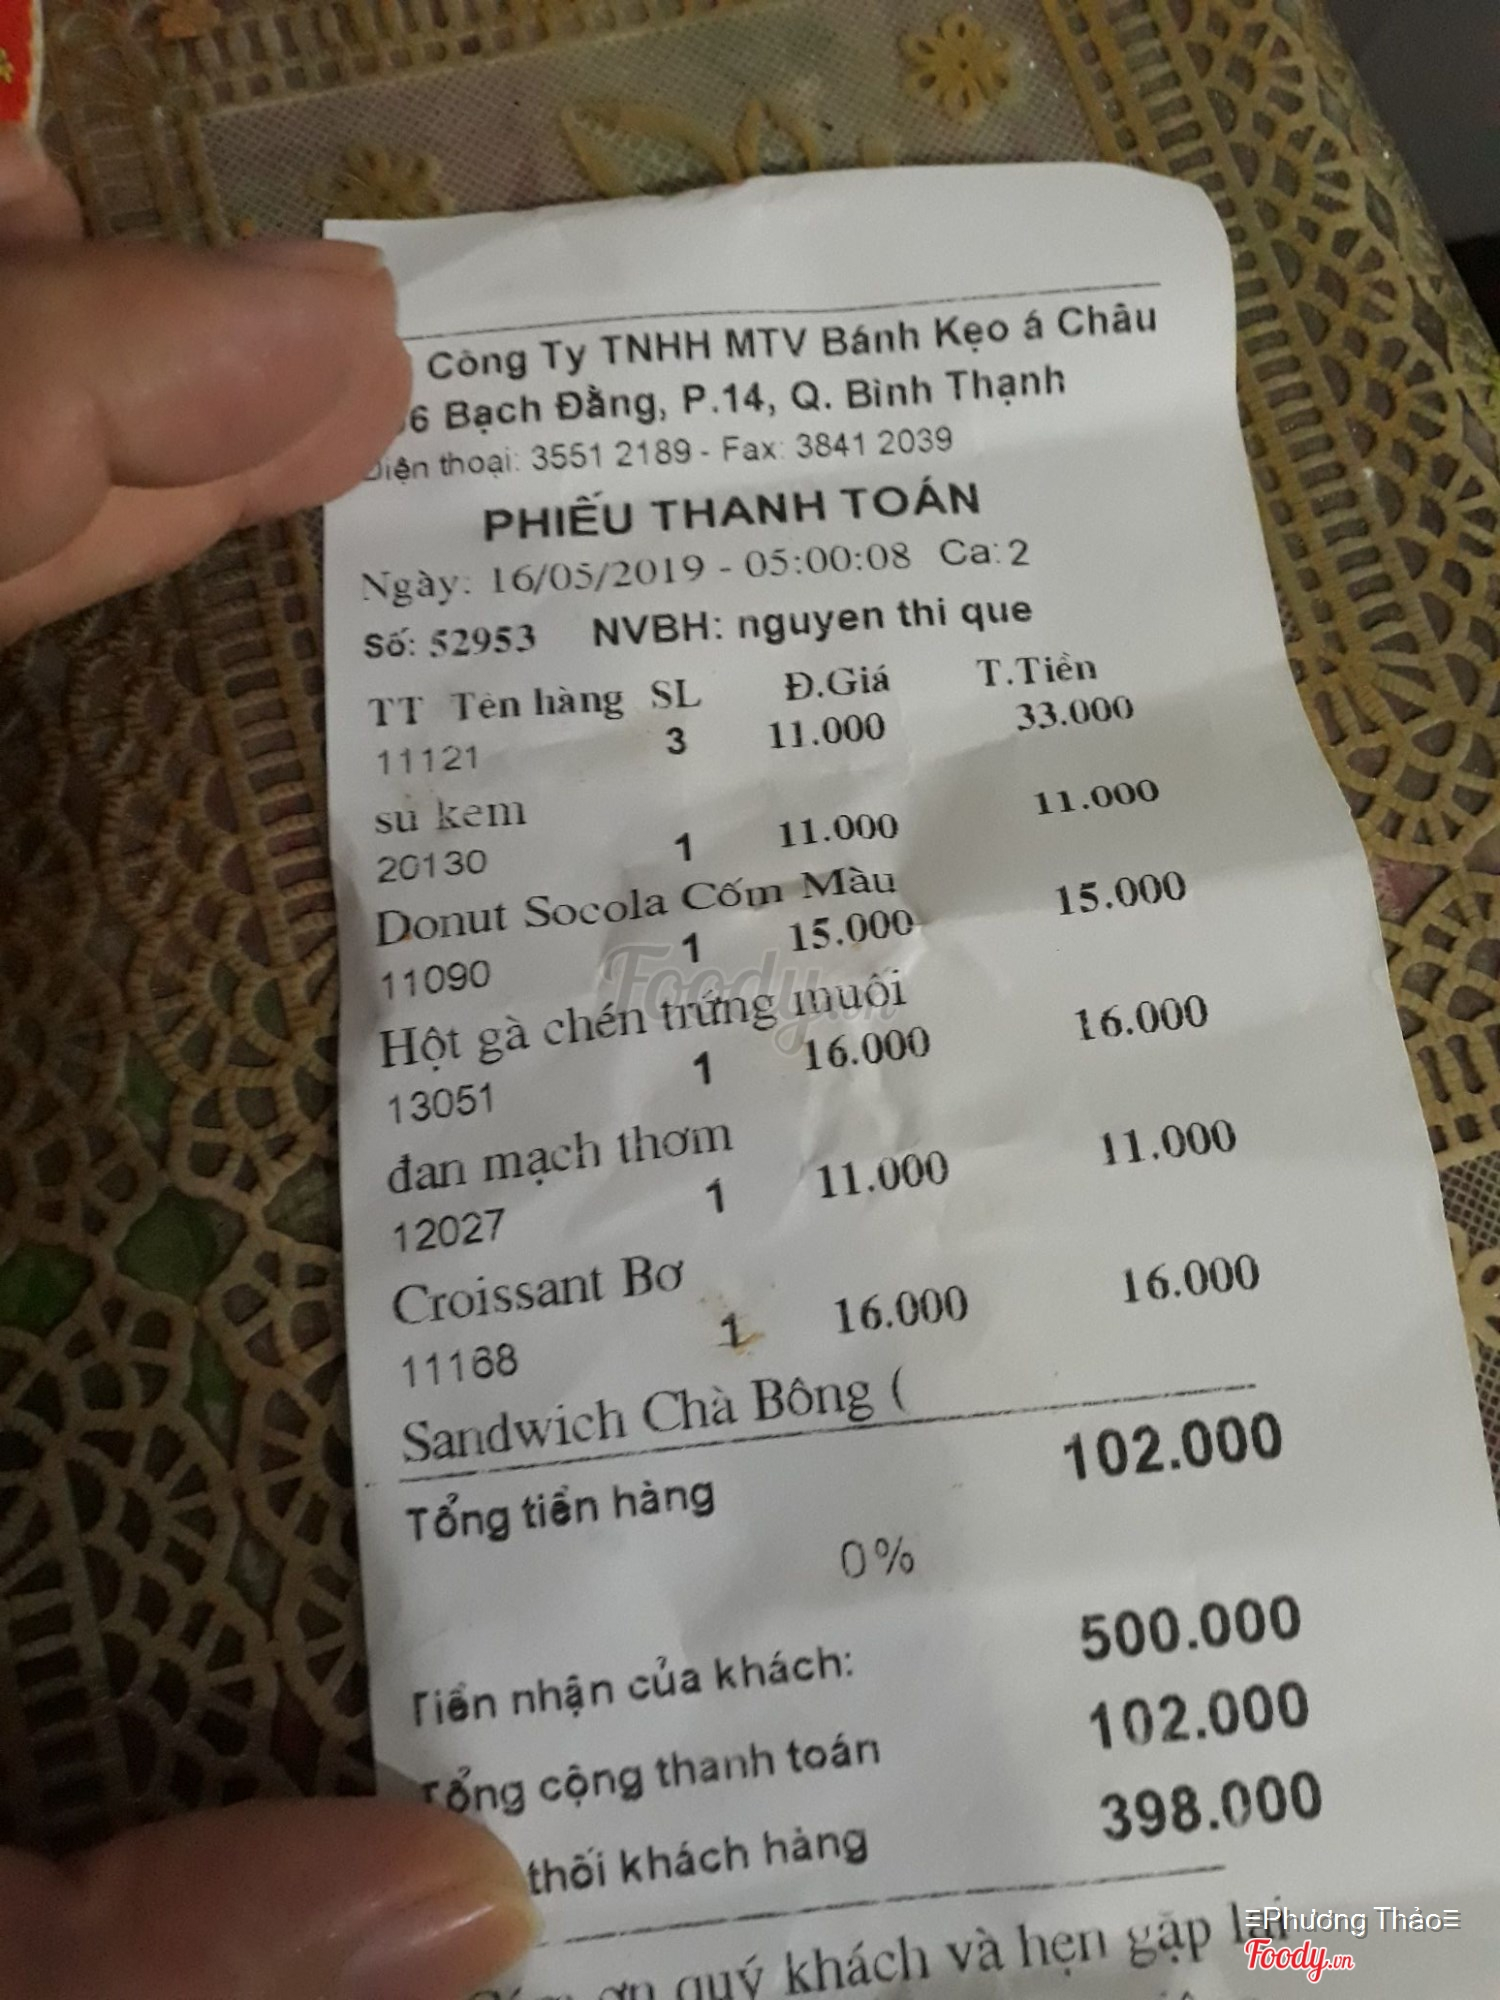 Công Ty TNHH MTV Bánh Kẹo á Châu
6 Bạch Đằng, P.14, Q. Bình Thạnh
Điện thoại: 3551 2189 - Fax: 3841 2039
PHIẾU THANH TOÁN
Ngày: 16/05/2019 - 05:00:08 Ca: 2
Số: 52953 NVBH: nguyen thi que
TT Tên hàng SL Đ.Giá T.Tiền
11121 3 11.000 33.000
su kem
20130 1 11.000 11.000
Donut Socola Cốm Màu
11090 1 15.000 15.000
Hột gà chén trứng muối
13051 1 16.000 16.000
đan mạch thơm
12027 1 11.000 11.000
Croissant Bơ
11168 1 16.000 16.000
Sandwich Chà Bông (
Tổng tiền hàng 102.000
0%
Tiền nhận của khách: 500.000
Tổng cộng thanh toán 102.000
thối khách hàng 398.000
ơn quý khách và hẹn gặp lại
Foody.vn
≡Phương Thảo≡
Foody.vn